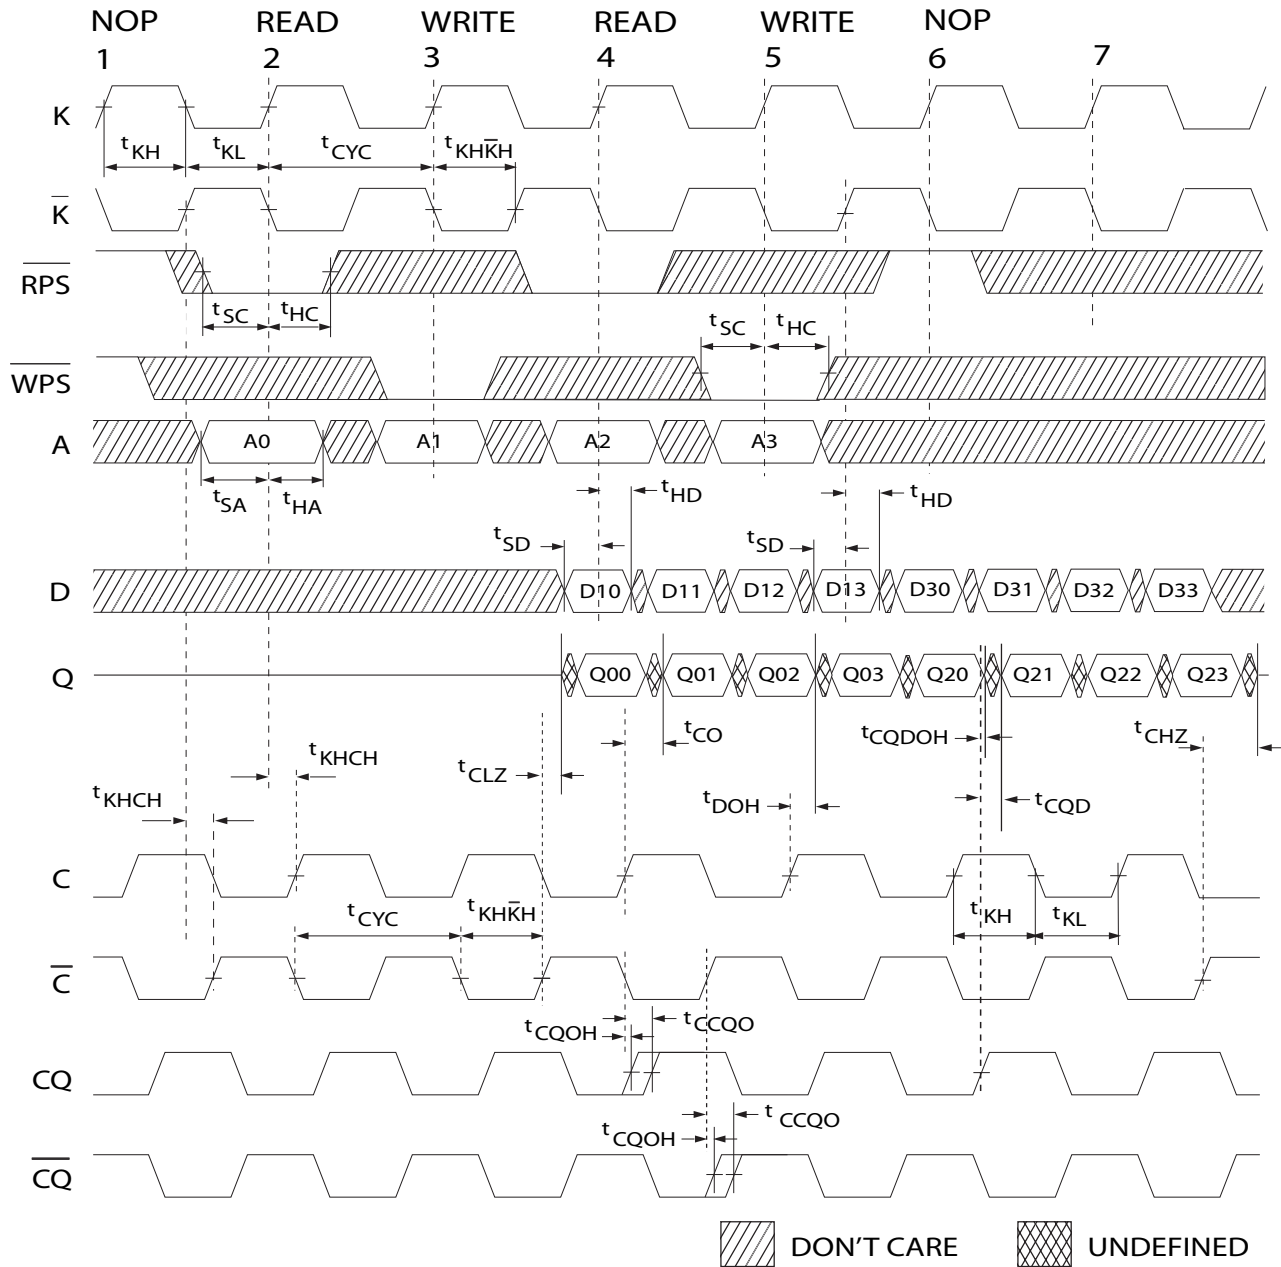 NOP READ WRITE READ WRITE NOP
1 2 3 4 5 6 7
K
tKH tKL tCYC tKHK̅H
K̅
R̅P̅S̅
tSC tHC
tSC tHC
W̅P̅S̅
A A0 A1 A2 A3
tSA tHA
tHD tHD
tSD tSD
D D10 D11 D12 D13 D30 D31 D32 D33
Q Q00 Q01 Q02 Q03 Q20 Q21 Q22 Q23
tCO tCQDOH tCHZ
tKHCH tCLZ
tKHCH tDOH tCQD
C
tCYC tKHK̅H tKH tKL
C̅
tCQOH tCCQO
CQ
tCQOH tCCQO
C̅Q̅
DON'T CARE UNDEFINED